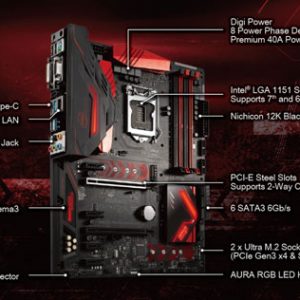 Digi Power
8 Power Phase De
Premium 40A Pow
Intel® LGA 1151 S
Supports 7th and 6
Nichicon 12K Blac
pe-C
LAN
Jack
PCI-E Steel Slots
Supports 2-Way C
ema3
6 SATA3 6Gb/s
2 x Ultra M.2 Sock
(PCIe Gen3 x4 & S
ector
AURA RGB LED H